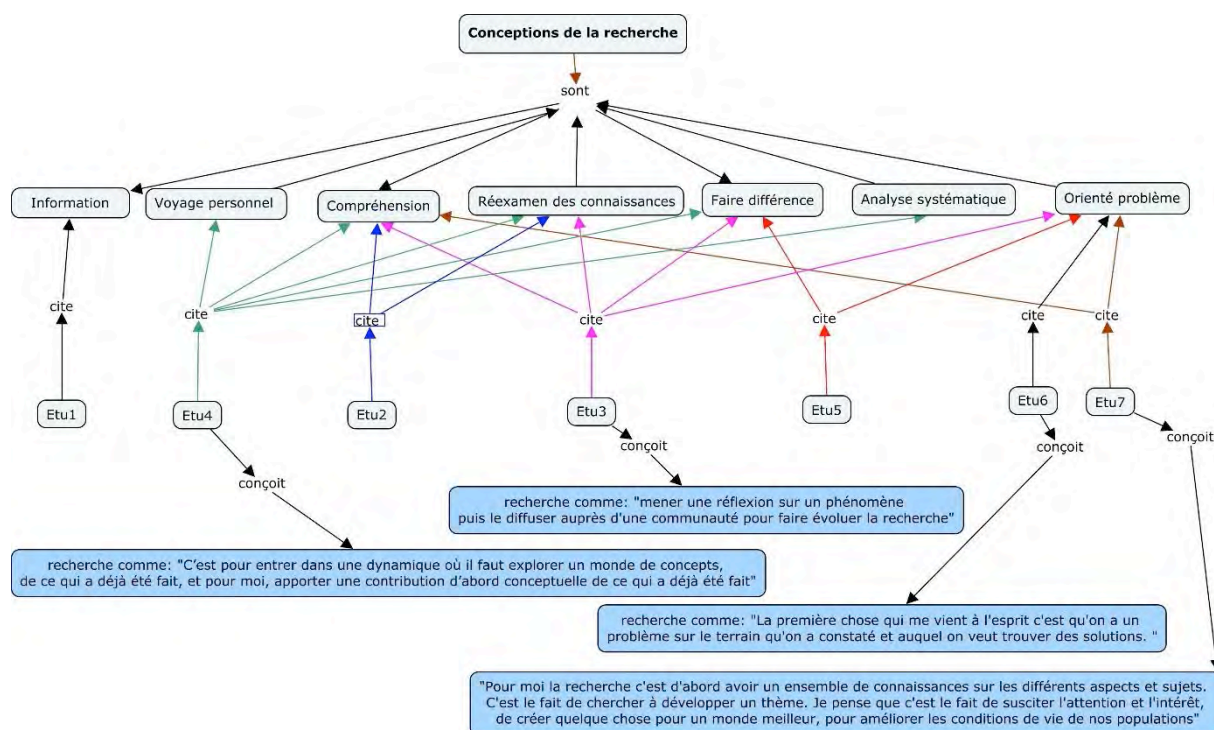 Conceptions de la recherche
sont
Information
Voyage personnel
Compréhension
Réexamen des connaissances
Faire différence
Analyse systématique
Orienté problème
cite
cite
cite
cite
cite
cite
cite
Etu1
Etu4
Etu2
Etu3
Etu5
Etu6
Etu7
conçoit
conçoit
conçoit
conçoit
recherche comme: "mener une réflexion sur un phénomène
puis le diffuser auprès d'une communauté pour faire évoluer la recherche"
recherche comme: "C’est pour entrer dans une dynamique où il faut explorer un monde de concepts,
de ce qui a déjà été fait, et pour moi, apporter une contribution d’abord conceptuelle de ce qui a déjà été fait"
recherche comme: "La première chose qui me vient à l'esprit c'est qu'on a un
problème sur le terrain qu'on a constaté et auquel on veut trouver des solutions. "
"Pour moi la recherche c'est d'abord avoir un ensemble de connaissances sur les différents aspects et sujets.
C'est le fait de chercher à développer un thème. Je pense que c'est le fait de susciter l'attention et l'intérêt,
de créer quelque chose pour un monde meilleur, pour améliorer les conditions de vie de nos populations"